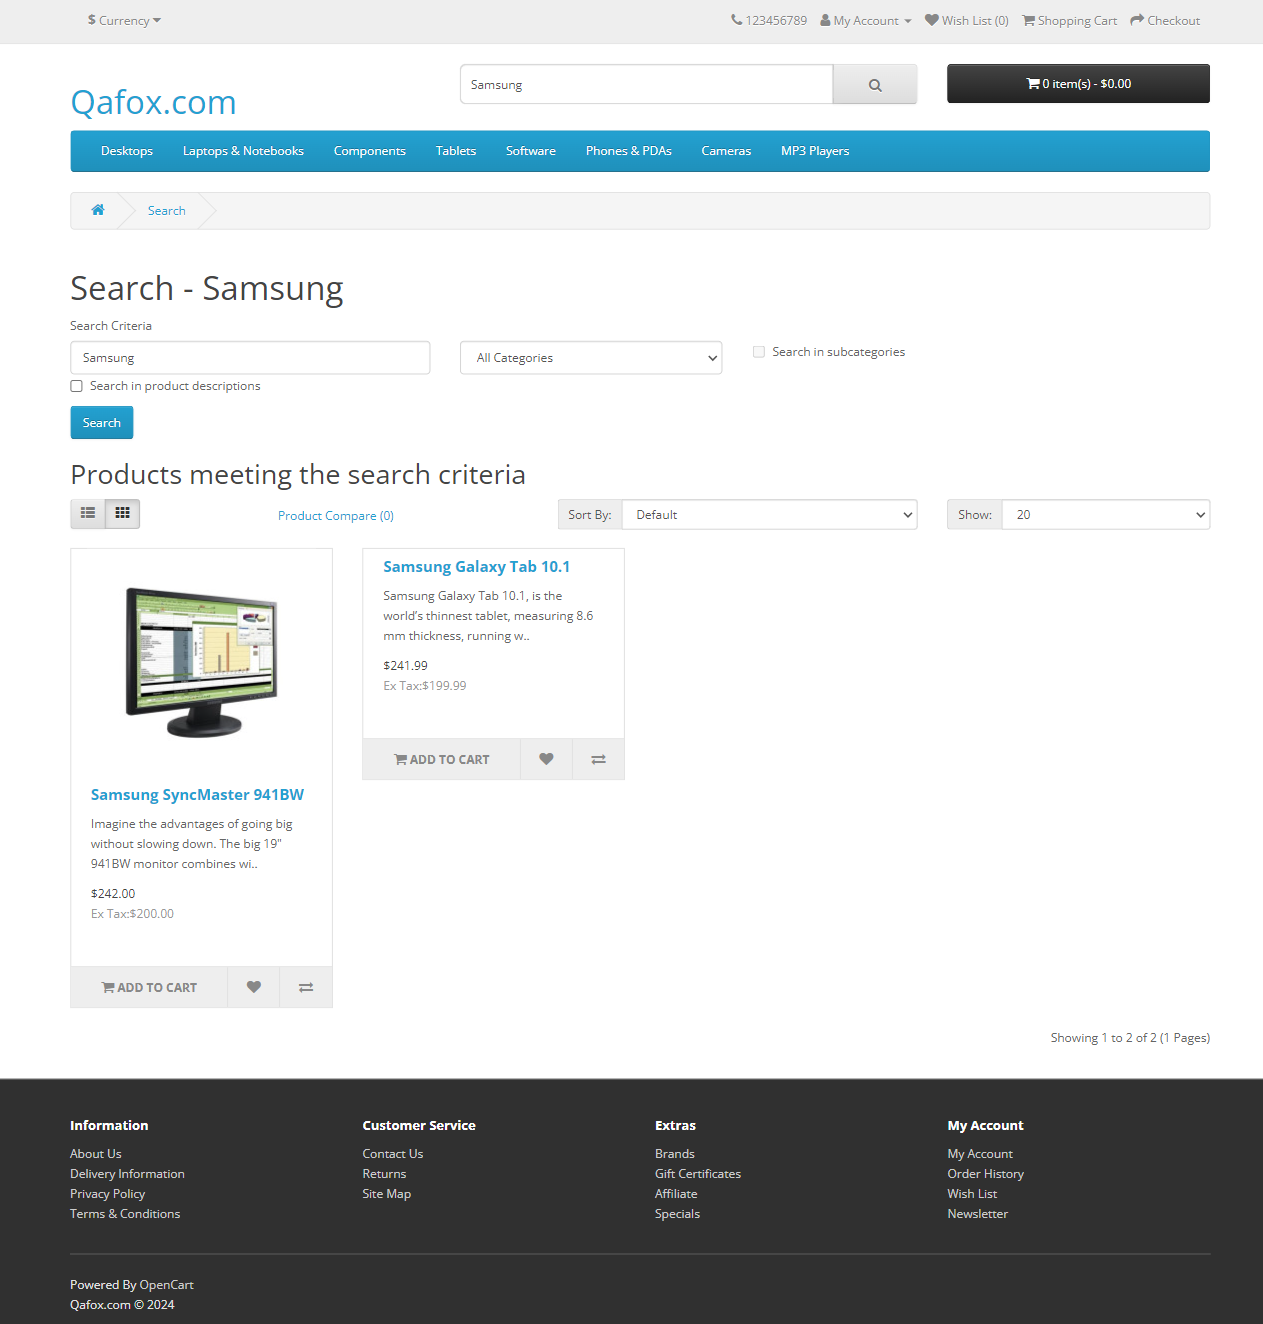 $ Currency
123456789 My Account Wish List (0) Shopping Cart Checkout
Qafox.com
Samsung
0 item(s) - $0.00
Desktops Laptops & Notebooks Components Tablets Software Phones & PDAs Cameras MP3 Players
Search
Search - Samsung
Search Criteria
Samsung
All Categories
Search in subcategories
Search in product descriptions
Search
Products meeting the search criteria
Product Compare (0)
Sort By: Default
Show: 20
Samsung SyncMaster 941BW
Imagine the advantages of going big
without slowing down. The big 19"
941BW monitor combines wi..
$242.00
Ex Tax:$200.00
ADD TO CART
Samsung Galaxy Tab 10.1
Samsung Galaxy Tab 10.1, is the
world’s thinnest tablet, measuring 8.6
mm thickness, running w..
$241.99
Ex Tax:$199.99
ADD TO CART
Showing 1 to 2 of 2 (1 Pages)
Information
About Us
Delivery Information
Privacy Policy
Terms & Conditions
Customer Service
Contact Us
Returns
Site Map
Extras
Brands
Gift Certificates
Affiliate
Specials
My Account
My Account
Order History
Wish List
Newsletter
Powered By OpenCart
Qafox.com © 2024